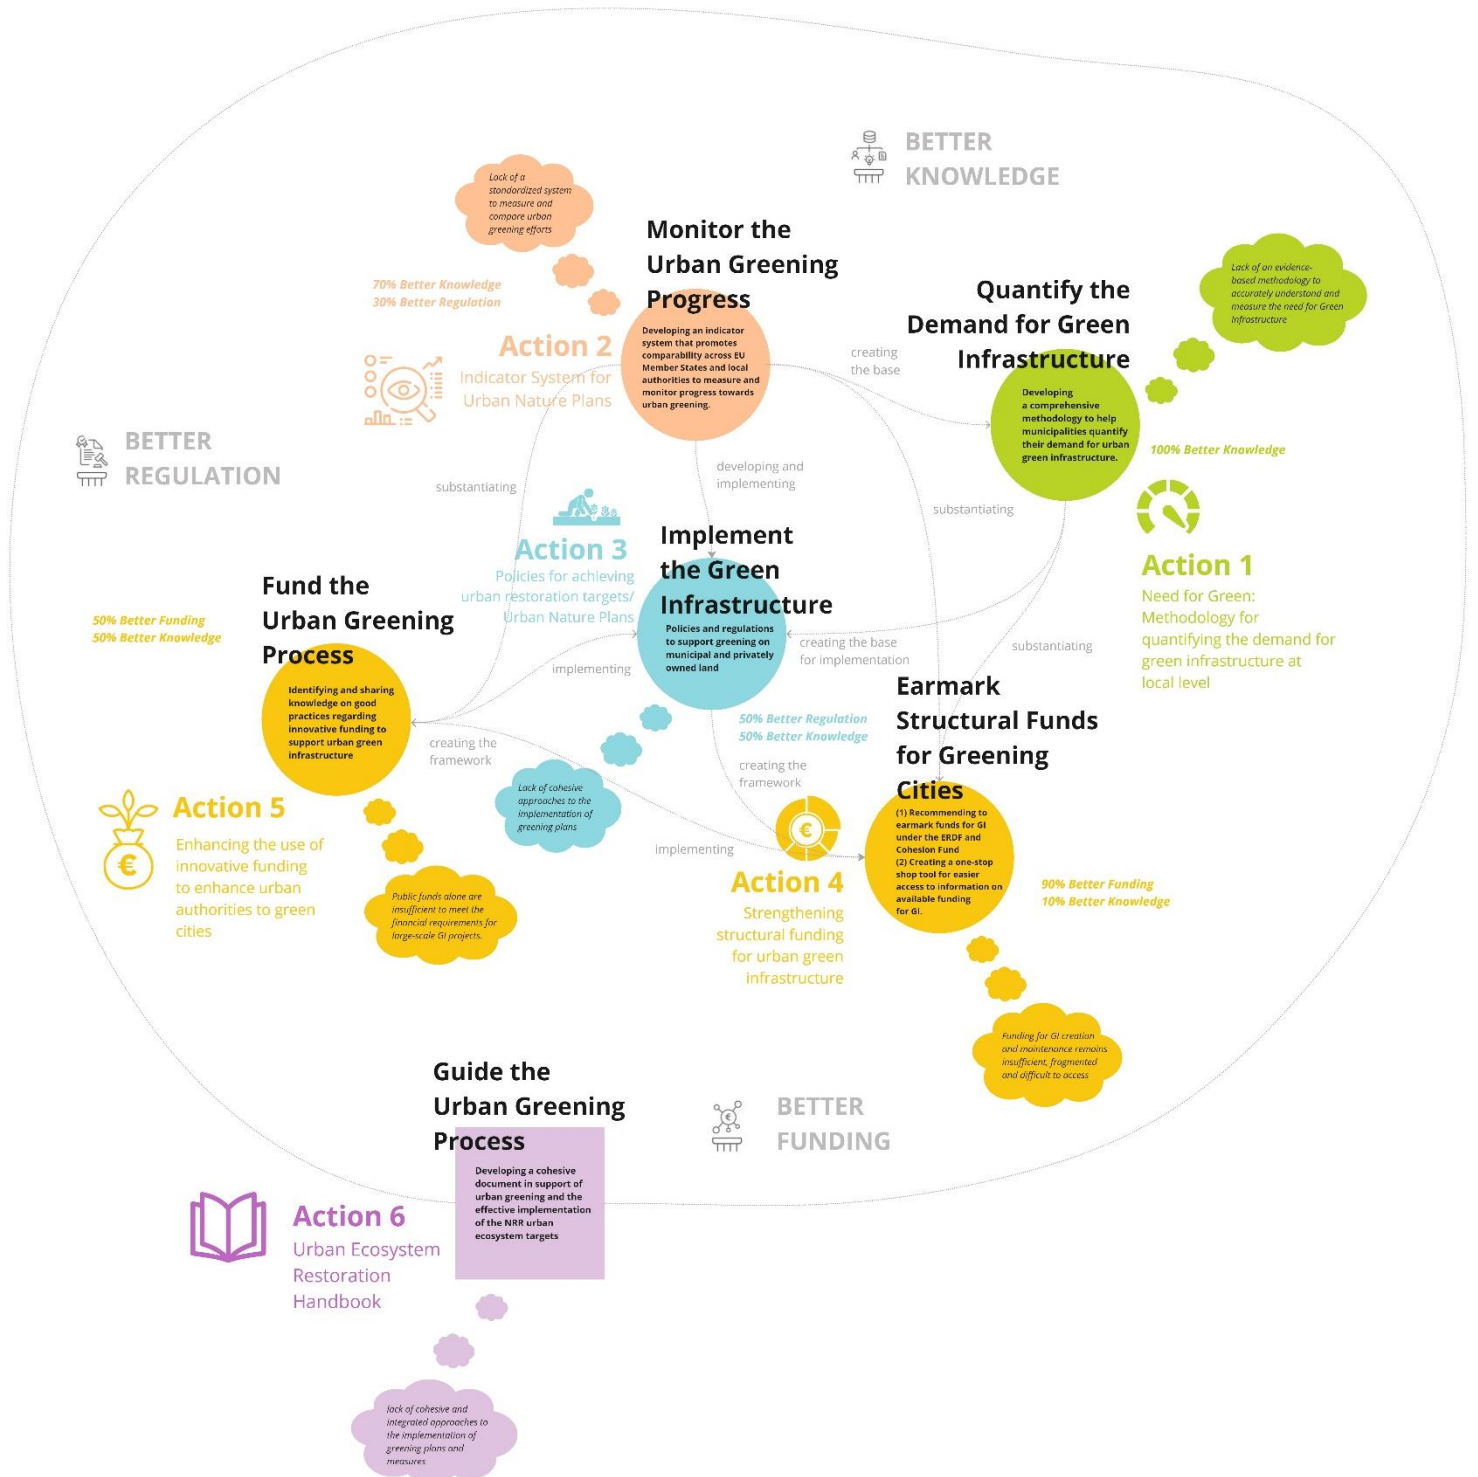 BETTER
KNOWLEDGE
Lack of a
stondordized system
to measure and
compare urban
greening efforts
Monitor the
Urban Greening
Progress
70% Better Knowledge
30% Better Regulation
Developing an indicator
system that promotes
comparability across EU
Member States and local
authorities to measure and
monitor progress towards
urban greening.
Action 2
Indicator System for
Urban Nature Plans
Quantify the
Demand for Green
Infrastructure
Lack of an evidence-
based methodology to
accurately understand and
measure the need for Green
Infrastructure
creating
the base
Developing
a comprehensive
methodology to help
municipalities quantify
their demand for urban
green infrastructure.
100% Better Knowledge
BETTER
REGULATION
substantiating
developing and
implementing
substantiating
Action 1
Need for Green:
Methodology for
quantifying the demand for
green infrastructure at
local level
Action 3
Policies for achieving
urban restoration targets/
Urban Nature Plans
Implement
the Green
Infrastructure
Policies and regulations
to support greening on
municipal and privately
owned land
creating the base
for implementation
substantiating
implementing
50% Better Regulation
50% Better Knowledge
Fund the
Urban Greening
Process
50% Better Funding
50% Better Knowledge
Identifying and sharing
knowledge on good
practices regarding
innovative funding to
support urban green
infrastructure
creating the
framework
creating the
framework
Lack of cohesive
approaches to the
implementation of
greening plans
Earmark
Structural Funds
for Greening
Cities
(1) Recommending to
earmark funds for GI
under the ERDF and
Cohesion Fund
(2) Creating a one-stop
shop tool for easier
access to information on
available funding
for GI.
Action 5
Enhancing the use of
innovative funding
to enhance urban
authorities to green
cities
€
Public funds alone are
insufficient to meet the
financial requirements for
large-scale GI projects.
implementing
€
Action 4
Strengthening
structural funding
for urban green
infrastructure
90% Better Funding
10% Better Knowledge
Funding for GI creation
and maintenance remains
insufficient, fragmented
and difficult to access
Guide the
Urban Greening
Process
€
BETTER
FUNDING
Developing a cohesive
document in support of
urban greening and the
effective implementation
of the NRR urban
ecosystem targets
Action 6
Urban Ecosystem
Restoration
Handbook
lack of cohesive and
integrated approaches to
the implementation of
greening plans and
measures